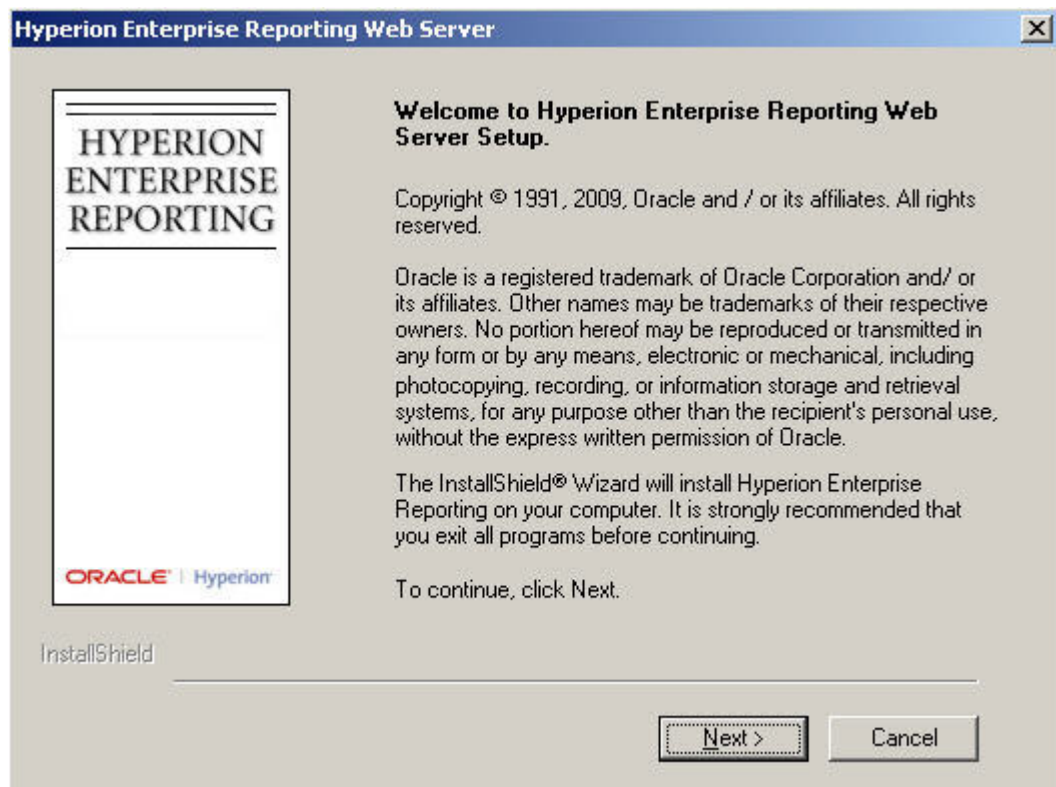 Hyperion Enterprise Reporting Web Server
HYPERION
ENTERPRISE
REPORTING
ORACLE® | Hyperion
Welcome to Hyperion Enterprise Reporting Web
Server Setup.
Copyright © 1991, 2009, Oracle and / or its affiliates. All rights
reserved.
Oracle is a registered trademark of Oracle Corporation and/ or
its affiliates. Other names may be trademarks of their respective
owners. No portion hereof may be reproduced or transmitted in
any form or by any means, electronic or mechanical, including
photocopying, recording, or information storage and retrieval
systems, for any purpose other than the recipient's personal use,
without the express written permission of Oracle.
The InstallShield® Wizard will install Hyperion Enterprise
Reporting on your computer. It is strongly recommended that
you exit all programs before continuing.
To continue, click Next.
InstallShield
Next >
Cancel